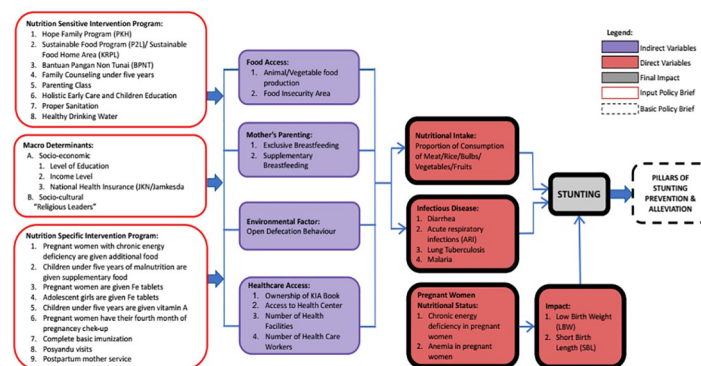 Nutrition Sensitive Intervention Program:
1. Hope Family Program (PKH)
2. Sustainable Food Program (P2L)/ Sustainable
Food Home Area (KRPL)
3. Bantuan Pangan Non Tunai (BPNT)
4. Family Counseling under five years
5. Parenting Class
6. Holistic Early Care and Children Education
7. Proper Sanitation
8. Healthy Drinking Water
Macro Determinants:
A. Socio-economic
1. Level of Education
2. Income Level
3. National Health Insurance (JKN/Jamkesda)
B. Socio-cultural
"Religious Leaders"
Nutrition Specific Intervention Program:
1. Pregnant women with chronic energy
deficiency are given additional food
2. Children under five years of malnutrition are
given supplementary food
3. Pregnant women are given Fe tablets
4. Adolescent girls are given Fe tablets
5. Children under five years are given vitamin A
6. Pregnant women have their fourth month of
pregnancey chek-up
7. Complete basic imunization
8. Posyandu visits
9. Postpartum mother service
Food Access:
1. Animal/Vegetable food
production
2. Food Insecurity Area
Mother's Parenting:
1. Exclusive Breastfeeding
2. Supplementary
Breastfeeding
Environmental Factor:
Open Defecation Behaviour
Healthcare Access:
1. Ownership of KIA Book
2. Access to Health Center
3. Number of Health
Facilities
4. Number of Health Care
Workers
Nutritional Intake:
Proportion of Consumption
of Meat/Rice/Bulbs/
Vegetables/Fruits
Infectious Disease:
1. Diarrhea
2. Acute respiratory
infections (ARI)
3. Lung Tuberculosis
4. Malaria
Pregnant Women
Nutritional Status:
1. Chronic energy
deficiency in pregnant
women
2. Anemia in pregnant
women
Impact:
1. Low Birth Weight
(LBW)
2. Short Birth
Length (SBL)
STUNTING
PILLARS OF
STUNTING
PREVENTION &
ALLEVIATION
Legend:
Indirect Variables
Direct Variables
Final Impact
Input Policy Brief
Basic Policy Brief